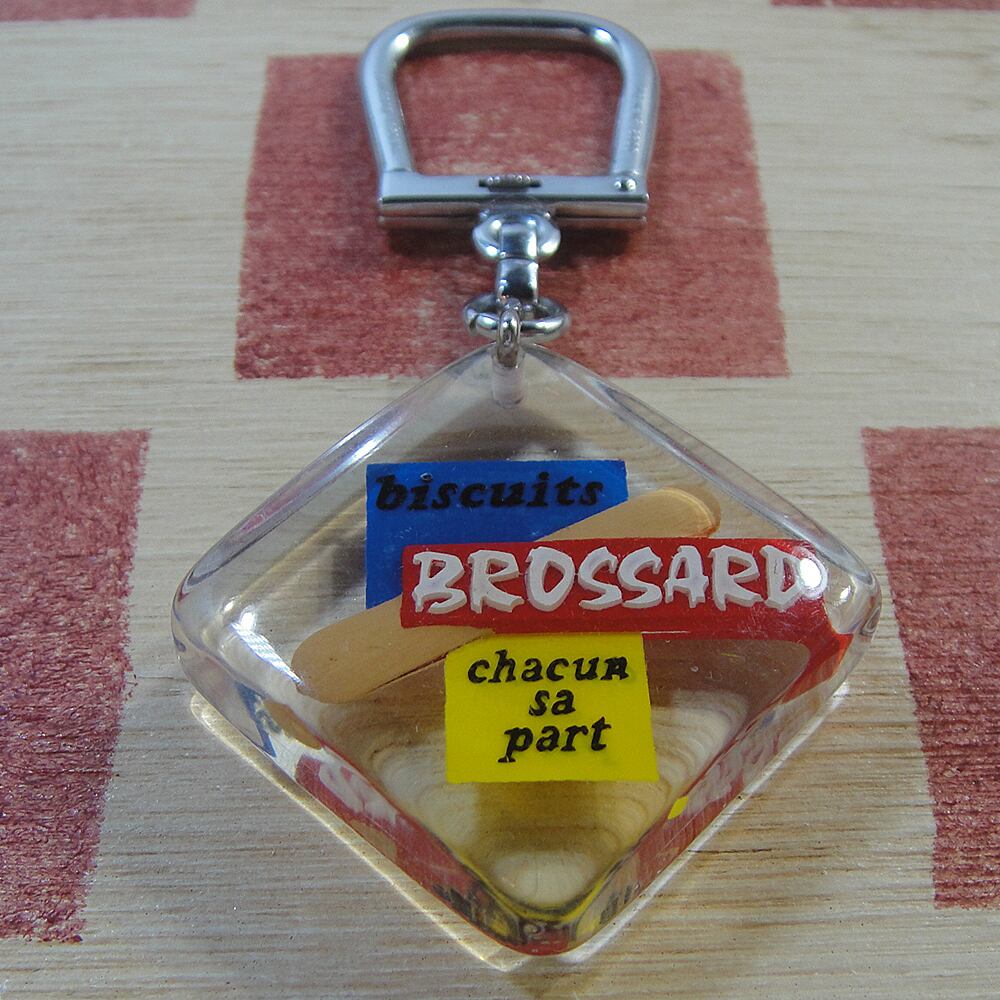 biscuits
BROSSARD
chacun
sa
part